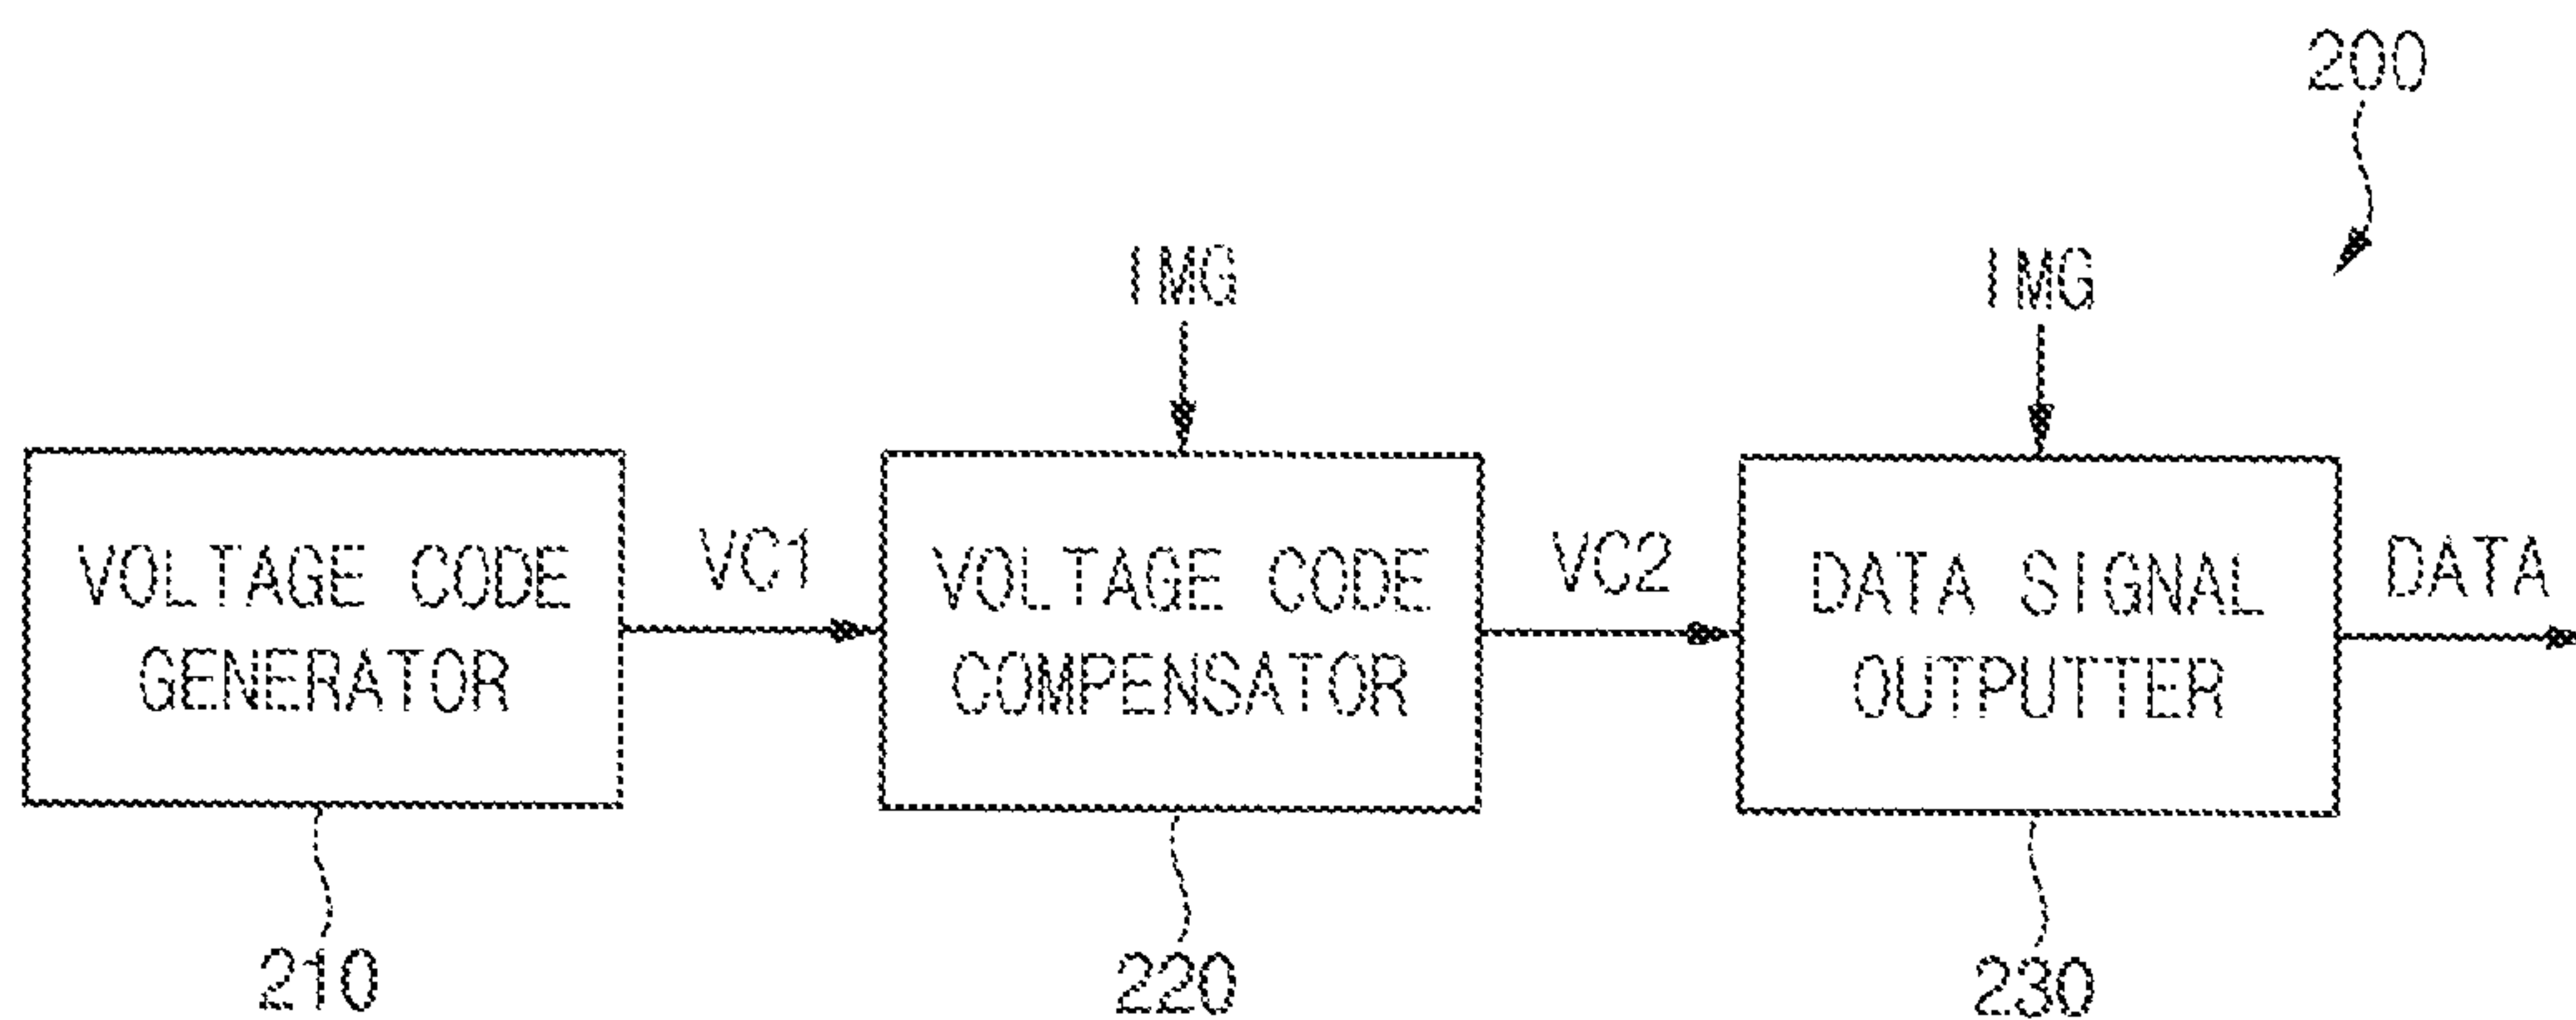 200
IMG
IMG
VOLTAGE CODE
GENERATOR
VC1
VOLTAGE CODE
COMPENSATOR
VC2
DATA SIGNAL
OUTPUTTER
DATA
210
220
230